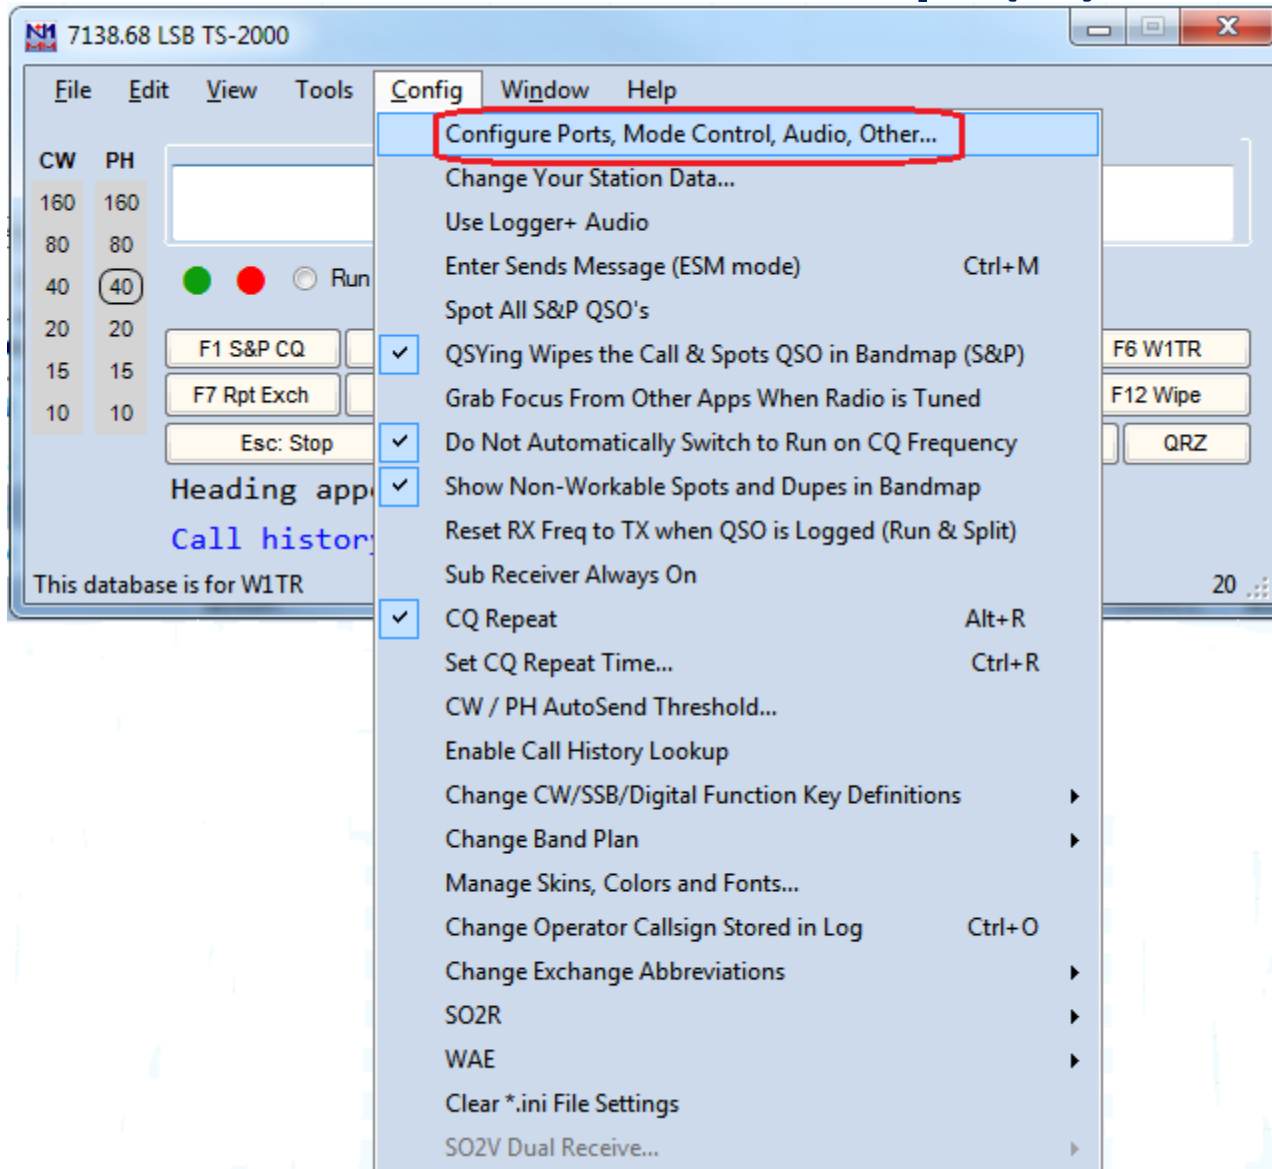 7138.68 LSB TS-2000
File Edit View Tools Config Window Help
Configure Ports, Mode Control, Audio, Other...
Change Your Station Data...
Use Logger+ Audio
Enter Sends Message (ESM mode) Ctrl+M
Spot All S&P QSO's
QSYing Wipes the Call & Spots QSO in Bandmap (S&P)
Grab Focus From Other Apps When Radio is Tuned
Do Not Automatically Switch to Run on CQ Frequency
Show Non-Workable Spots and Dupes in Bandmap
Reset RX Freq to TX when QSO is Logged (Run & Split)
Sub Receiver Always On
CQ Repeat Alt+R
Set CQ Repeat Time... Ctrl+R
CW / PH AutoSend Threshold...
Enable Call History Lookup
Change CW/SSB/Digital Function Key Definitions
Change Band Plan
Manage Skins, Colors and Fonts...
Change Operator Callsign Stored in Log Ctrl+O
Change Exchange Abbreviations
SO2R
WAE
Clear *.ini File Settings
SO2V Dual Receive...
CW PH
160 160
80 80
40 40
20 20
15 15
10 10
Run
F1 S&P CQ
F6 W1TR
F7 Rpt Exch
F12 Wipe
Esc: Stop
QRZ
Heading
Call
This database is for W1TR
20